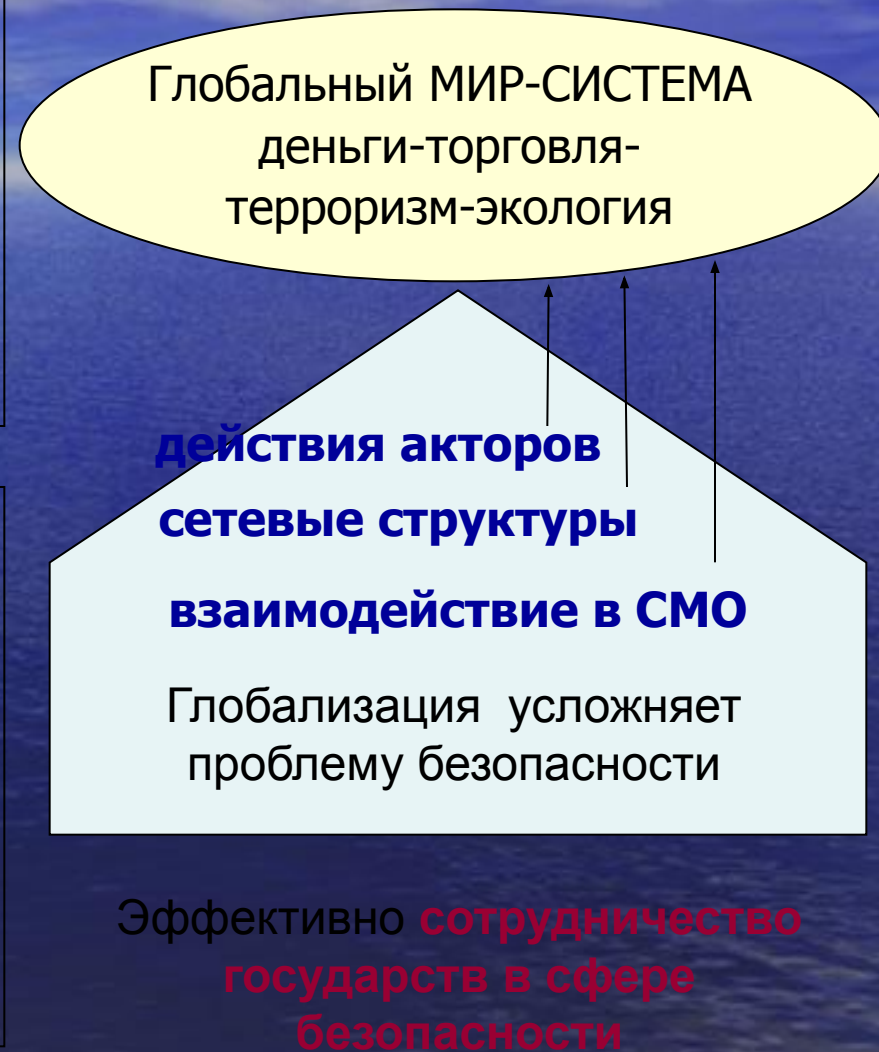 Глобальный МИР-СИСТЕМА
деньги-торговля-
терроризм-экология
действия акторов
сетевые структуры
взаимодействие в СМО
Глобализация усложняет
проблему безопасности
Эффективно сотрудничество
государств в сфере
безопасности